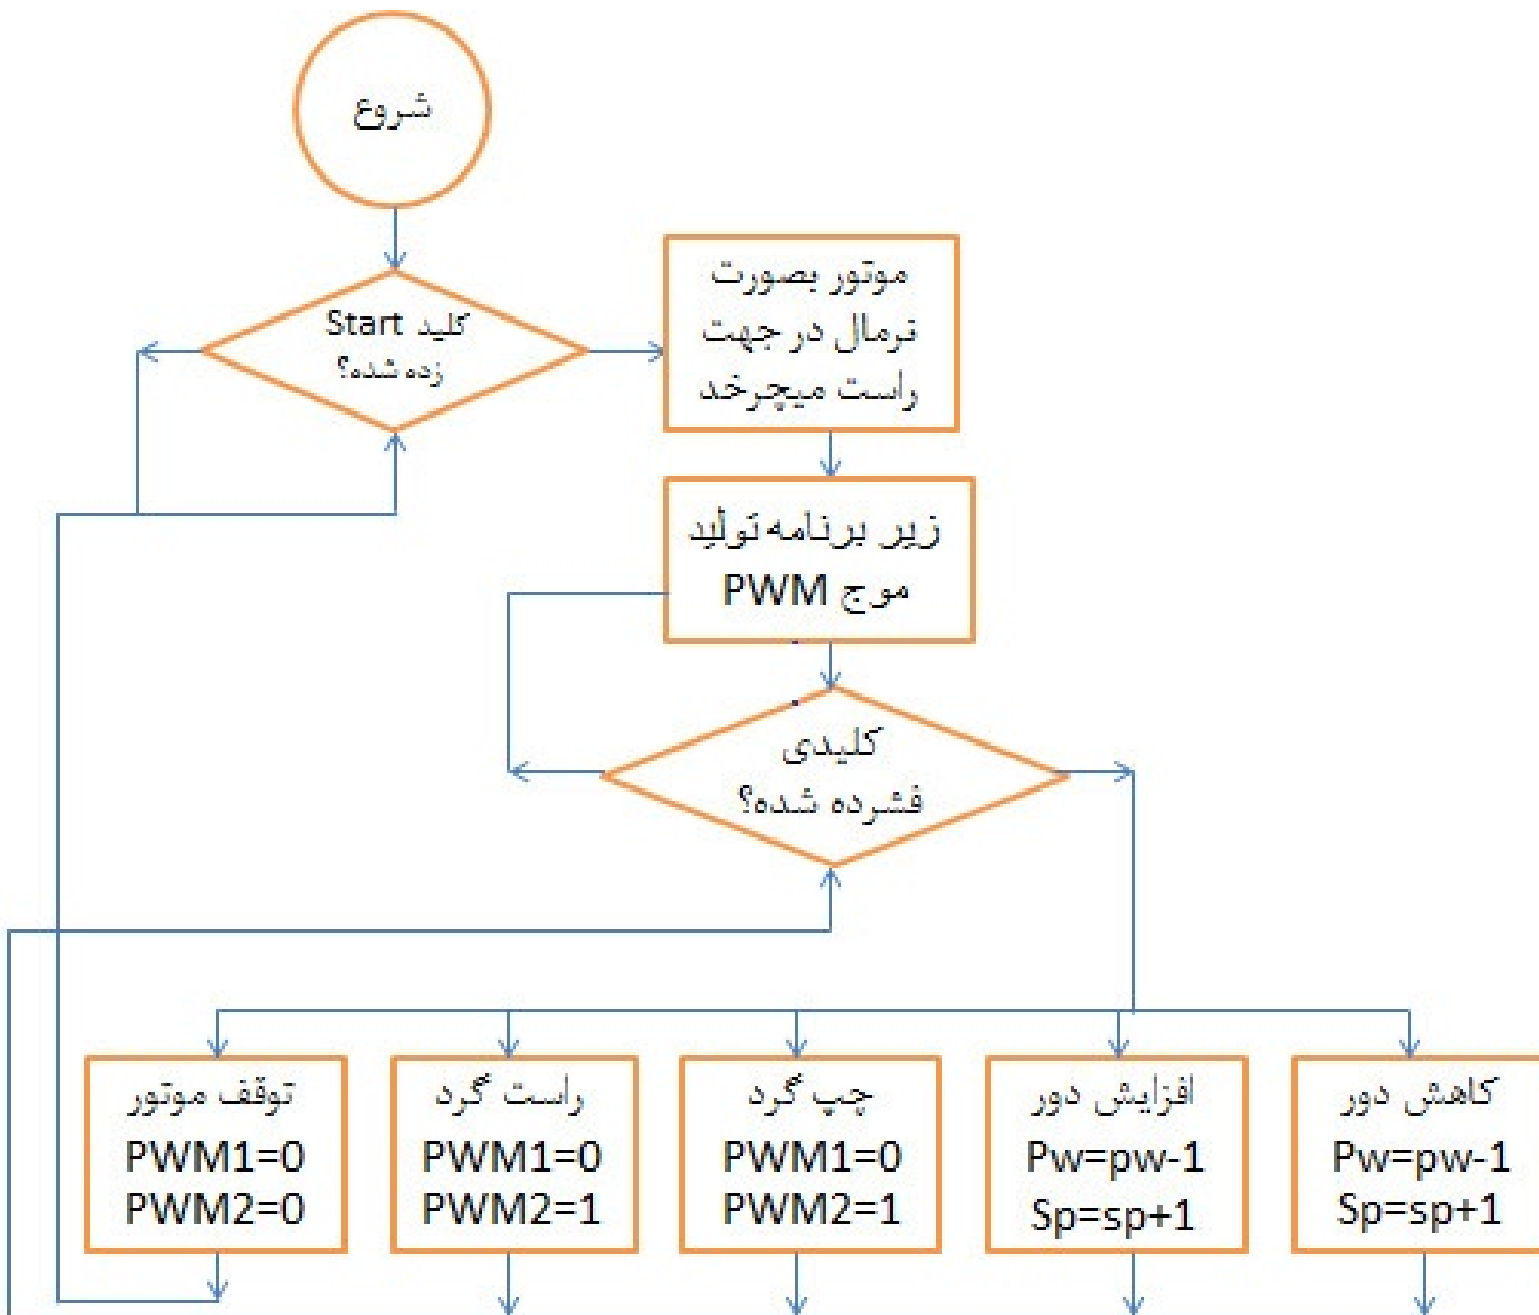 شروع
کلید Start
زده شده؟
موتور بصورت
نرمال در جهت
راست میچرخد
زیر برنامه تولید
موج PWM
کلیدی
فشرده شده؟
کاهش دور
Pw=pw-1
Sp=sp+1
افزایش دور
Pw=pw-1
Sp=sp+1
چپ گرد
PWM1=0
PWM2=1
راست گرد
PWM1=0
PWM2=1
توقف موتور
PWM1=0
PWM2=0